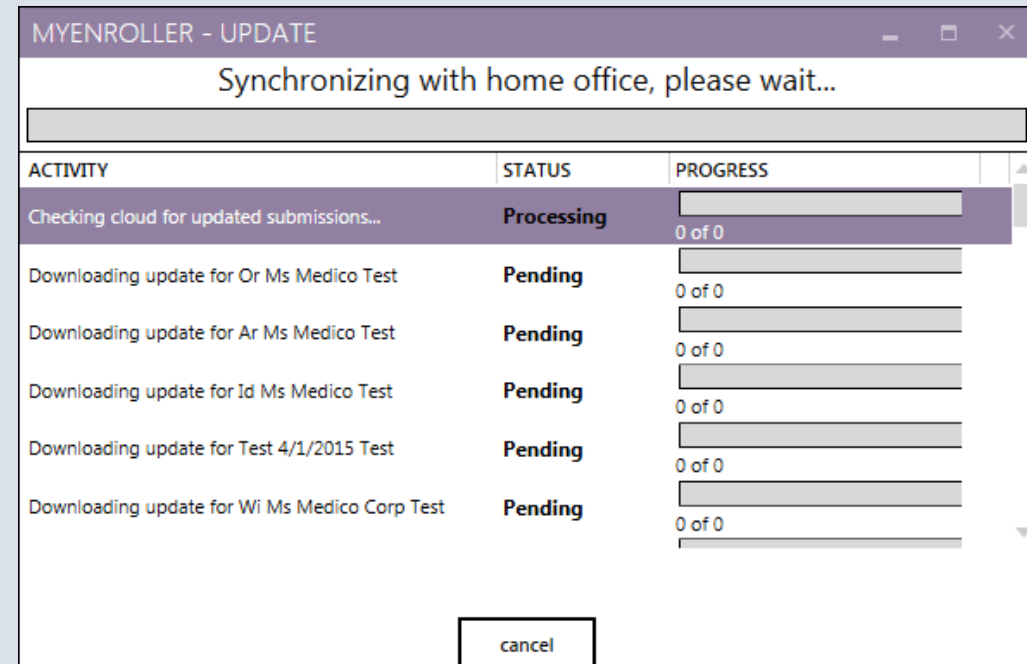 MYENROLLER - UPDATE
Synchronizing with home office, please wait...
ACTIVITY STATUS PROGRESS
Checking cloud for updated submissions... Processing
0 of 0
Downloading update for Or Ms Medico Test Pending
0 of 0
Downloading update for Ar Ms Medico Test Pending
0 of 0
Downloading update for Id Ms Medico Test Pending
0 of 0
Downloading update for Test 4/1/2015 Test Pending
0 of 0
Downloading update for Wi Ms Medico Corp Test Pending
0 of 0
cancel